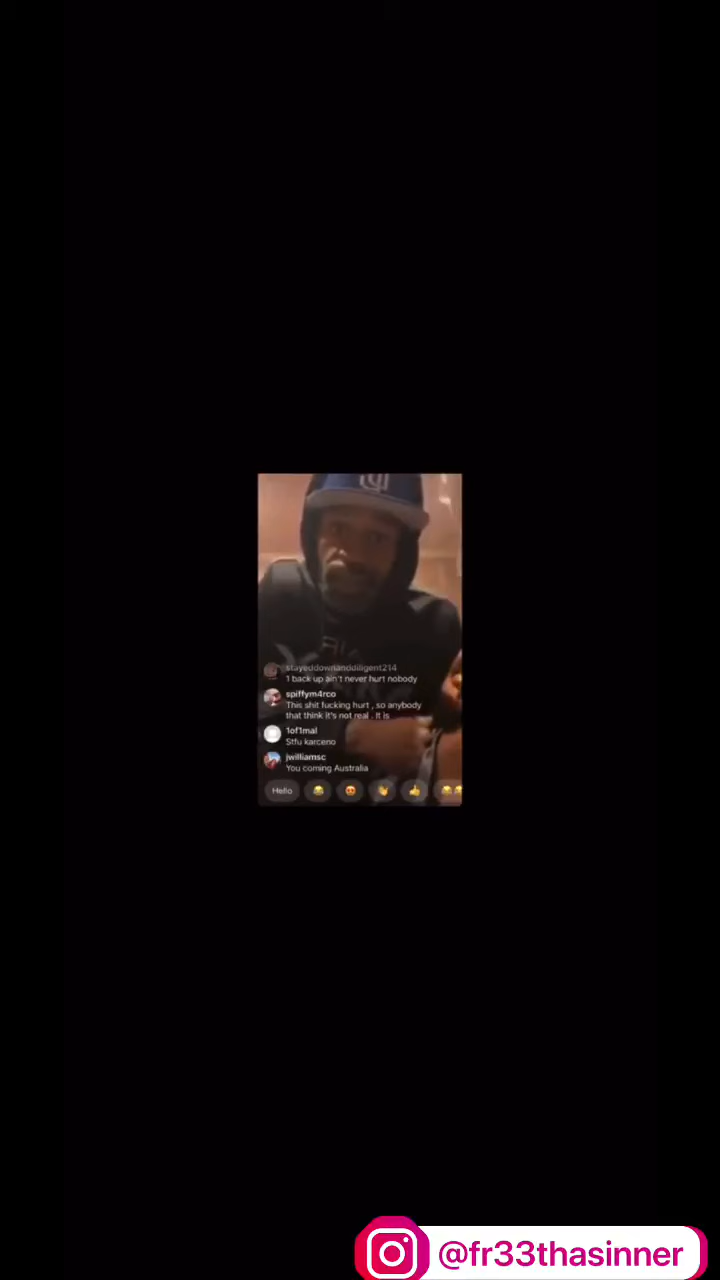 stayeddownanddiligent214
1 back up ain't never hurt nobody
spiffym4rco
This shit fucking hurt , so anybody
that think it's not real . It is
1of1mal
Stfu karceno
jwilliamsc
You coming Australia
Hello
@fr33thasinner